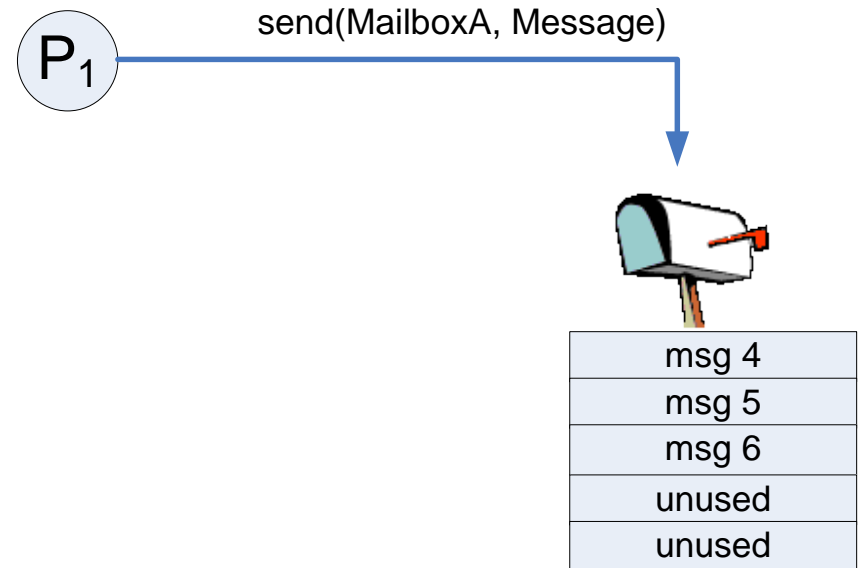 send(MailboxA, Message)
P₁
msg 4
msg 5
msg 6
unused
unused